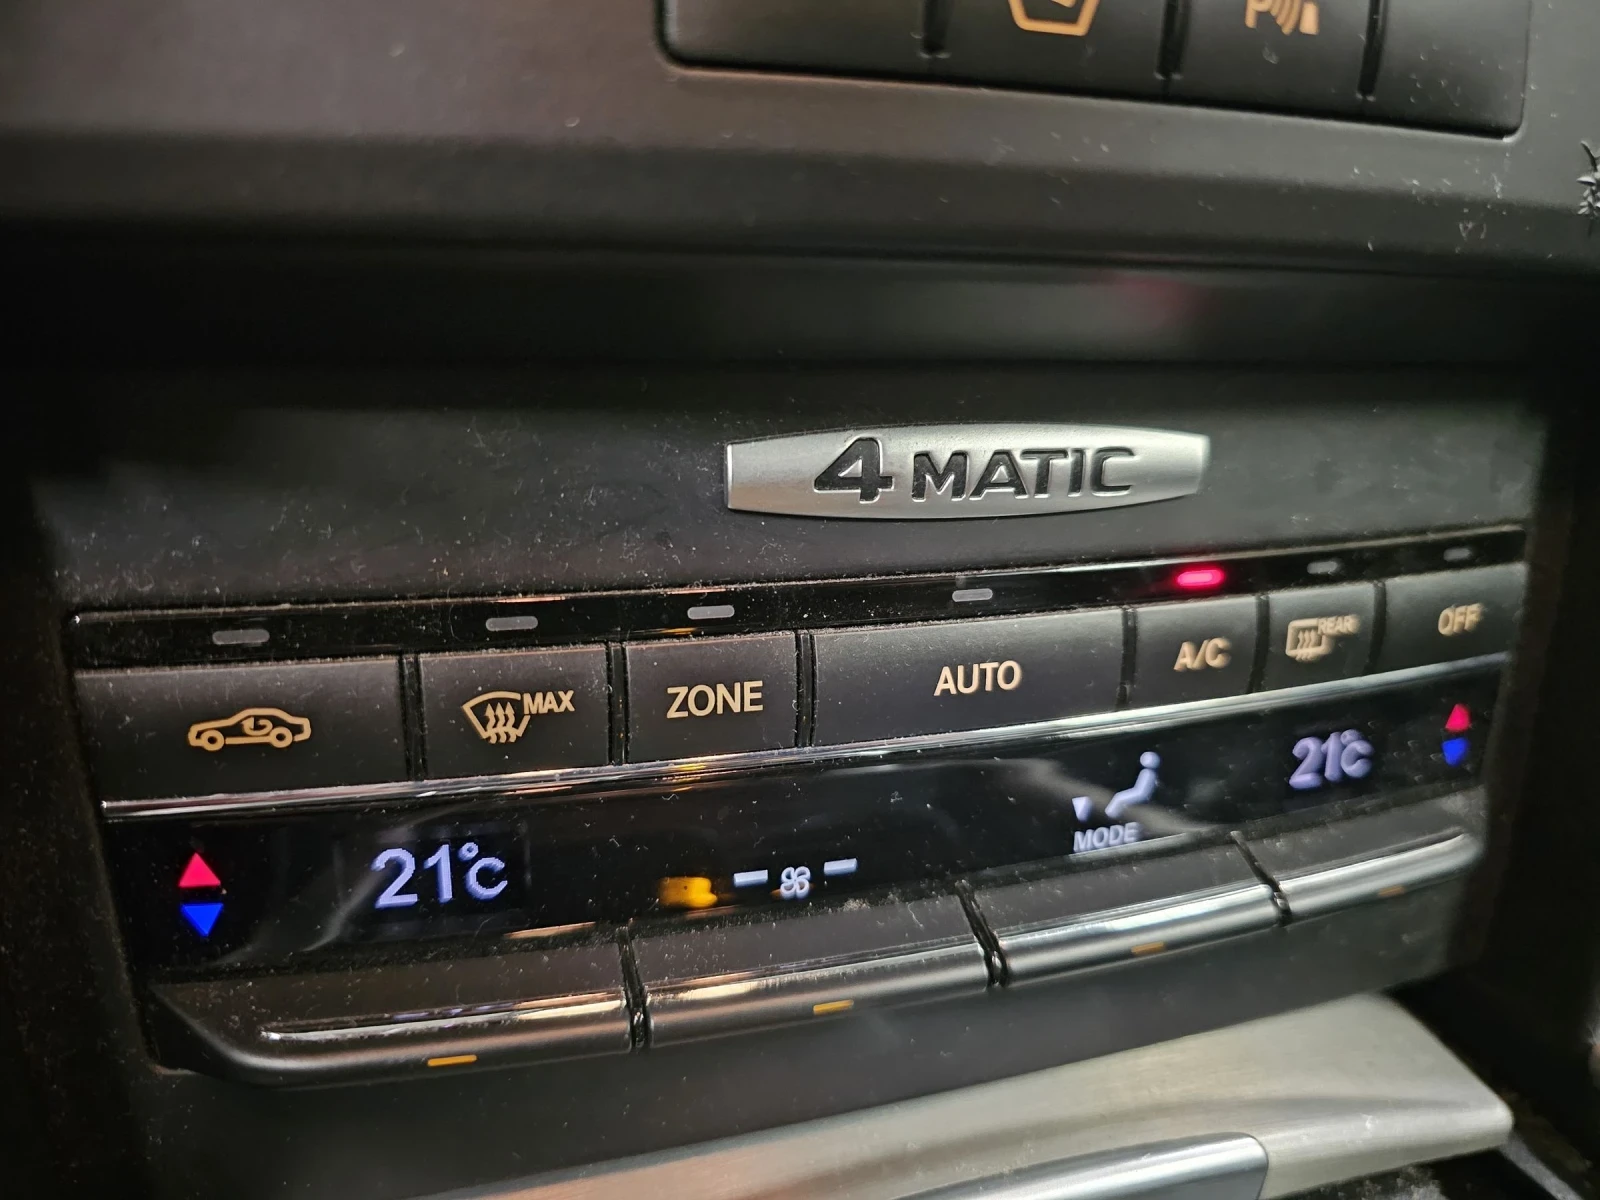 P
4MATIC
MAX
ZONE
AUTO
A/C
REAR
OFF
21°C
MODE
21°C